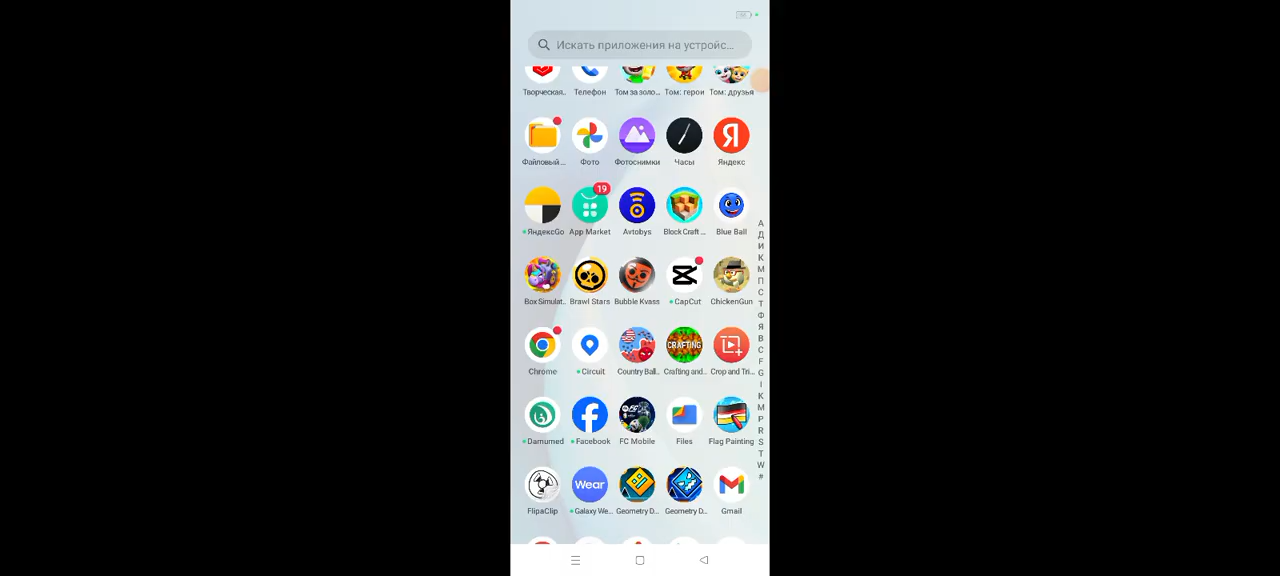 Искать приложения на устройс...
Творческая.. Телефон Том за золо... Том: герои Том: друзья
Файловый ... Фото Фотоснимки Часы Яндекс
19
ЯндексGo App Market Avtobys Block Craft ... Blue Ball
Box Simulat.. Brawl Stars Bubble Kvass CapCut ChickenGun
CRAFTING
Chrome Circuit Country Ball.. Crafting and.. Crop and Tri...
Damumed Facebook FC Mobile Files Flag Painting
Wear
FlipaClip Galaxy We... Geometry D... Geometry D... Gmail
А
Д
И
К
М
П
С
Т
Ф
Я
B
C
F
G
I
K
M
P
R
S
T
W
#